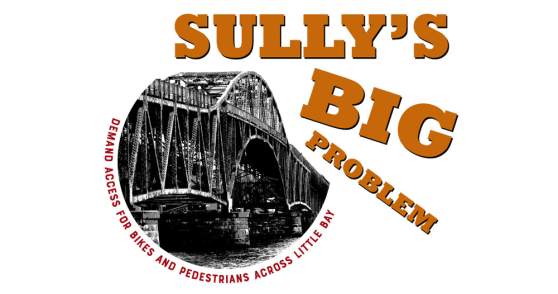 SULLY'S
BIG
PROBLEM
DEMAND ACCESS FOR BIKES AND PEDESTRIANS ACROSS LITTLE BAY